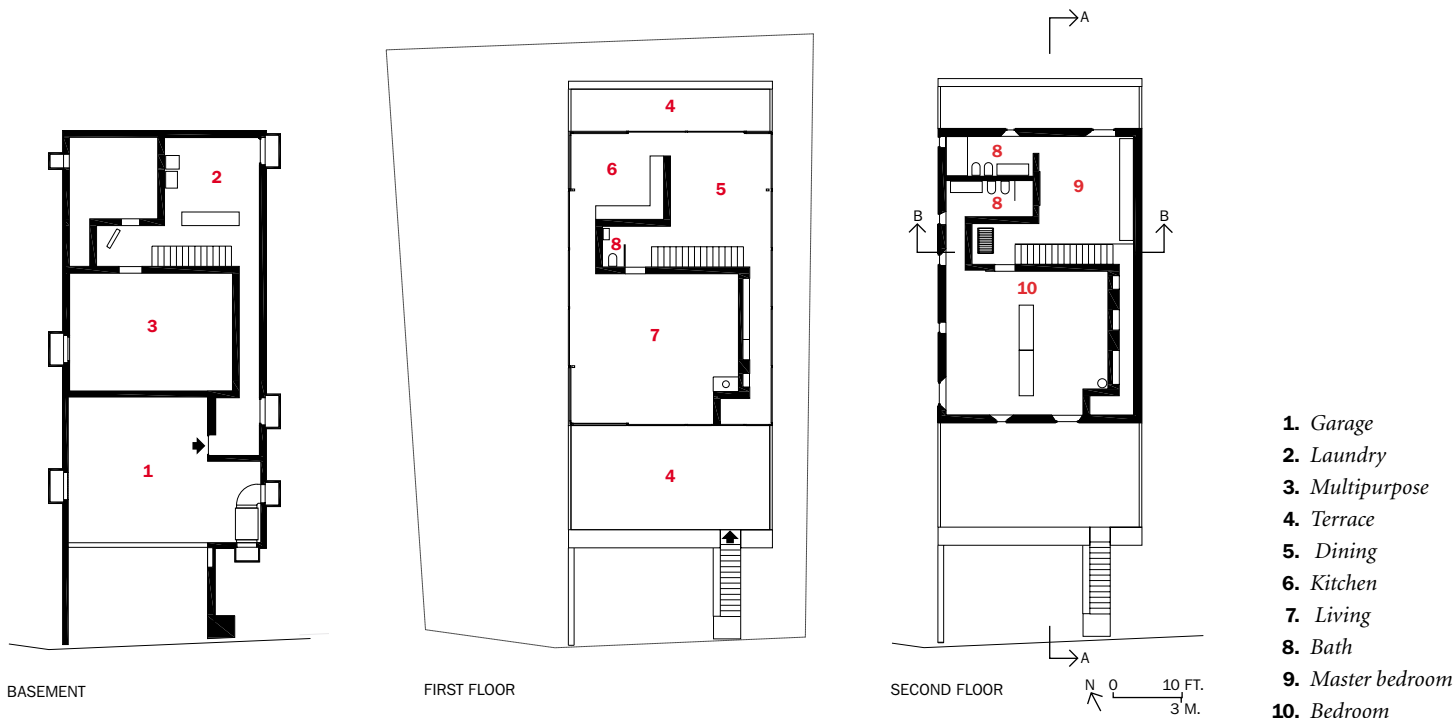 2
3
1
BASEMENT
4
6
5
8
7
4
FIRST FLOOR
A
8
9
8
B
B
10
A
SECOND FLOOR
N 0 10 FT.
3 M.
1. Garage
2. Laundry
3. Multipurpose
4. Terrace
5. Dining
6. Kitchen
7. Living
8. Bath
9. Master bedroom
10. Bedroom